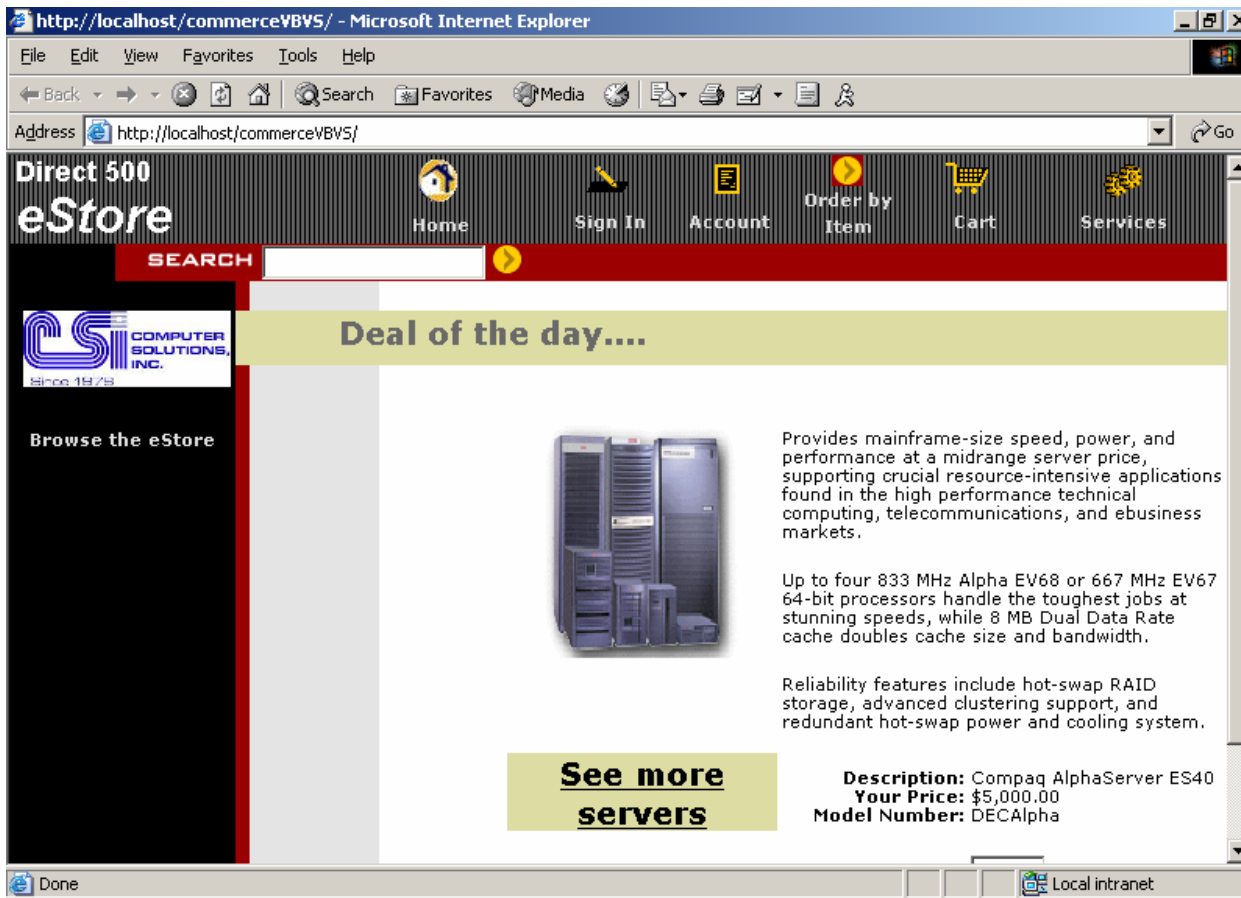 http://localhost/commerceVBVS/ - Microsoft Internet Explorer
File Edit View Favorites Tools Help
Back Search Favorites Media
Address http://localhost/commerceVBVS/ Go
Direct 500
eStore
Home
Sign In
Account
Order by
Item
Cart
Services
SEARCH
CSi COMPUTER
SOLUTIONS,
INC.
Since 1979
Deal of the day....
Browse the eStore
Provides mainframe-size speed, power, and
performance at a midrange server price,
supporting crucial resource-intensive applications
found in the high performance technical
computing, telecommunications, and ebusiness
markets.
Up to four 833 MHz Alpha EV68 or 667 MHz EV67
64-bit processors handle the toughest jobs at
stunning speeds, while 8 MB Dual Data Rate
cache doubles cache size and bandwidth.
Reliability features include hot-swap RAID
storage, advanced clustering support, and
redundant hot-swap power and cooling system.
See more
servers
Description: Compaq AlphaServer ES40
Your Price: $5,000.00
Model Number: DECAlpha
Done
Local intranet